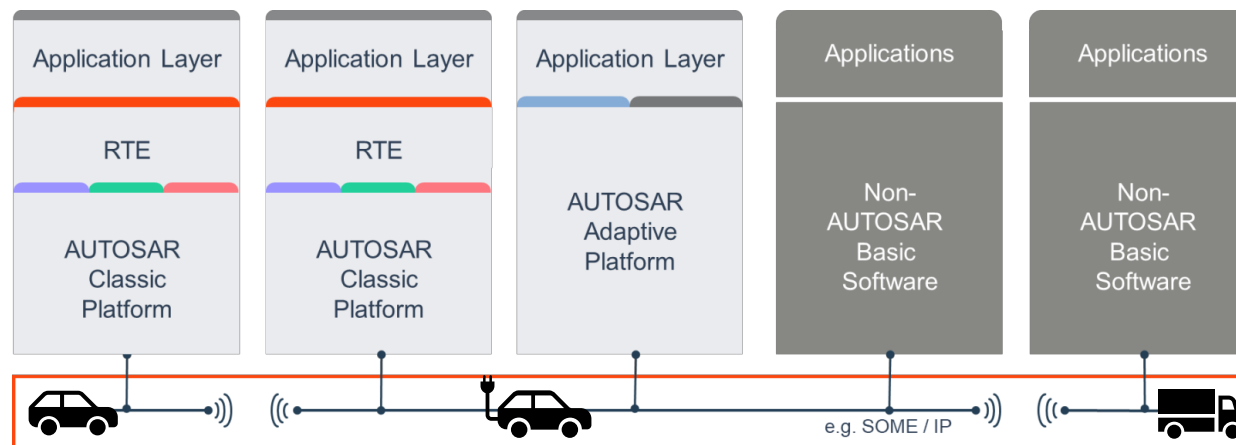 Application Layer
RTE
AUTOSAR
Classic
Platform
Application Layer
RTE
AUTOSAR
Classic
Platform
Application Layer
AUTOSAR
Adaptive
Platform
Applications
Non-
AUTOSAR
Basic
Software
Applications
Non-
AUTOSAR
Basic
Software
e.g. SOME / IP